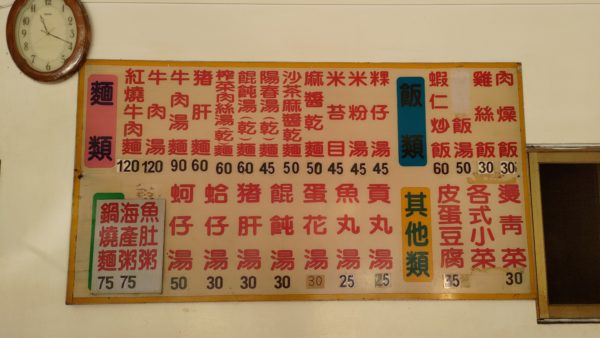 麵類
紅燒牛肉麵 120
牛肉湯 120
牛肉湯麵 90
豬肝麵 60
榨菜肉絲湯(乾)麵 60
餛飩湯(乾)麵 60
陽春湯(乾)麵 45
沙茶麻醬乾麵 50
麻醬乾麵 50
米苔目 45
米粉湯 45
粿仔湯 45
飯類
蝦仁炒飯 60
飯湯 50
雞絲飯 30
肉燥飯 30
鍋燒麵 75
海產粥 75
魚肚粥
蚵仔湯 50
蛤仔湯 30
豬肝湯 30
餛飩湯 30
蛋花湯 30
魚丸湯 25
貢丸湯 25
其他類
皮蛋豆腐 35
各式小菜
燙青菜 30